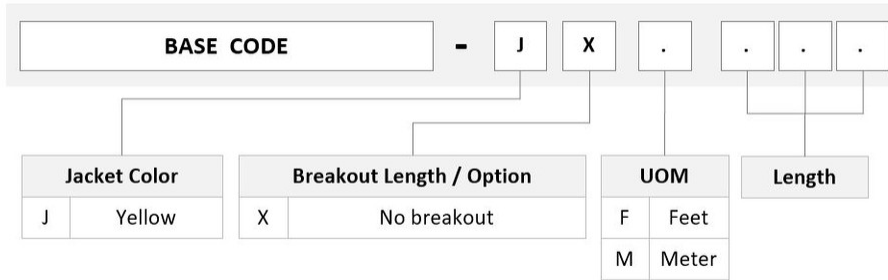 BASE CODE - J X . . . .
Jacket Color
J Yellow
Breakout Length / Option
X No breakout
UOM
F Feet
M Meter
Length